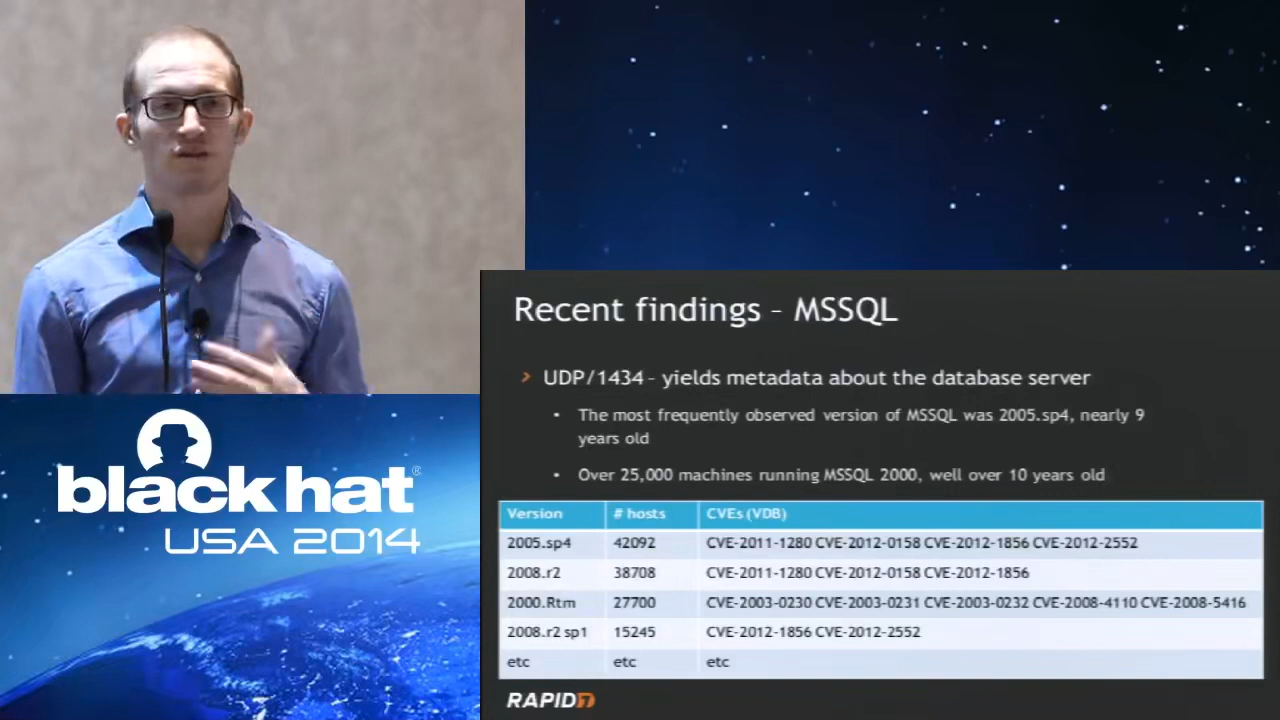 Recent findings - MSSQL
UDP/1434 - yields metadata about the database server
The most frequently observed version of MSSQL was 2005.sp4, nearly 9
years old
Over 25,000 machines running MSSQL 2000, well over 10 years old
Version # hosts CVEs (VDB)
2005.sp4 42092 CVE-2011-1280 CVE-2012-0158 CVE-2012-1856 CVE-2012-2552
2008.r2 38708 CVE-2011-1280 CVE-2012-0158 CVE-2012-1856
2000.Rtm 27700 CVE-2003-0230 CVE-2003-0231 CVE-2003-0232 CVE-2008-4110 CVE-2008-5416
2008.r2 sp1 15245 CVE-2012-1856 CVE-2012-2552
etc etc etc
RAPID7
black hat®
USA 2014